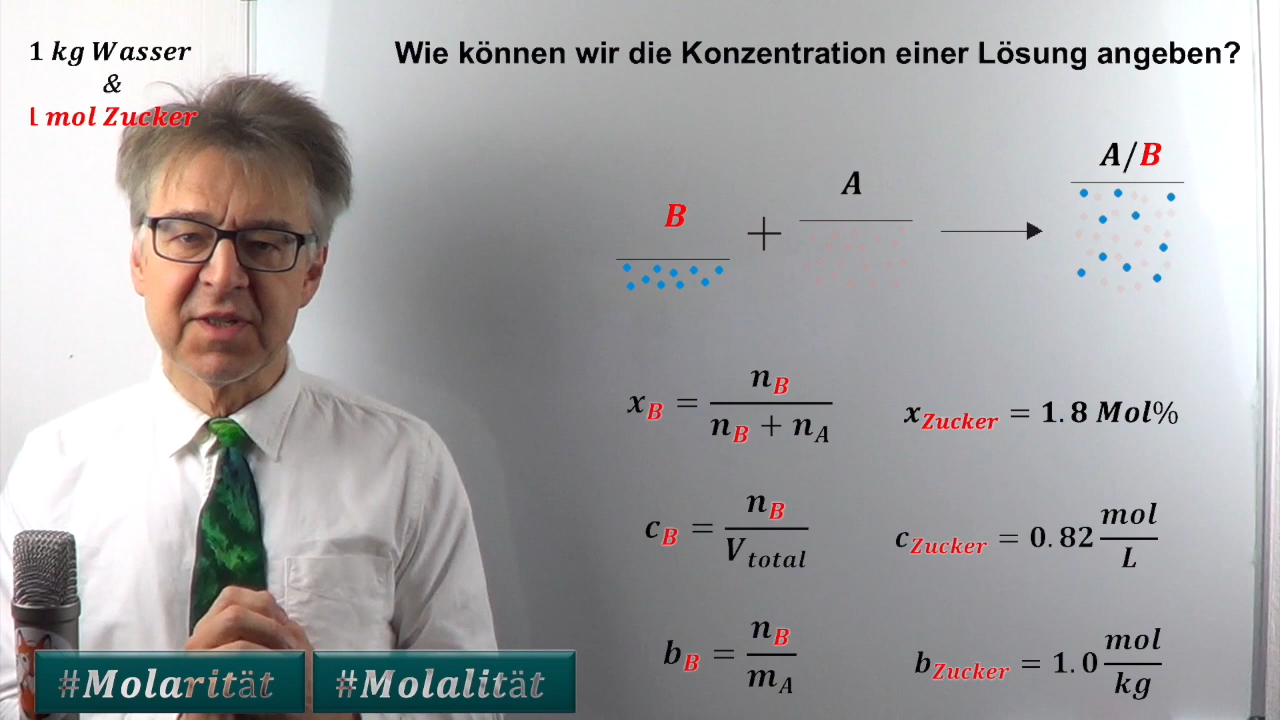 1 kg Wasser
&
1 mol Zucker
Wie können wir die Konzentration einer Lösung angeben?
B + A → A/B
x_B = n_B / (n_B + n_A)
x_Zucker = 1.8 Mol%
c_B = n_B / V_total
c_Zucker = 0.82 mol/L
b_B = n_B / m_A
b_Zucker = 1.0 mol/kg
#Molarität #Molalität